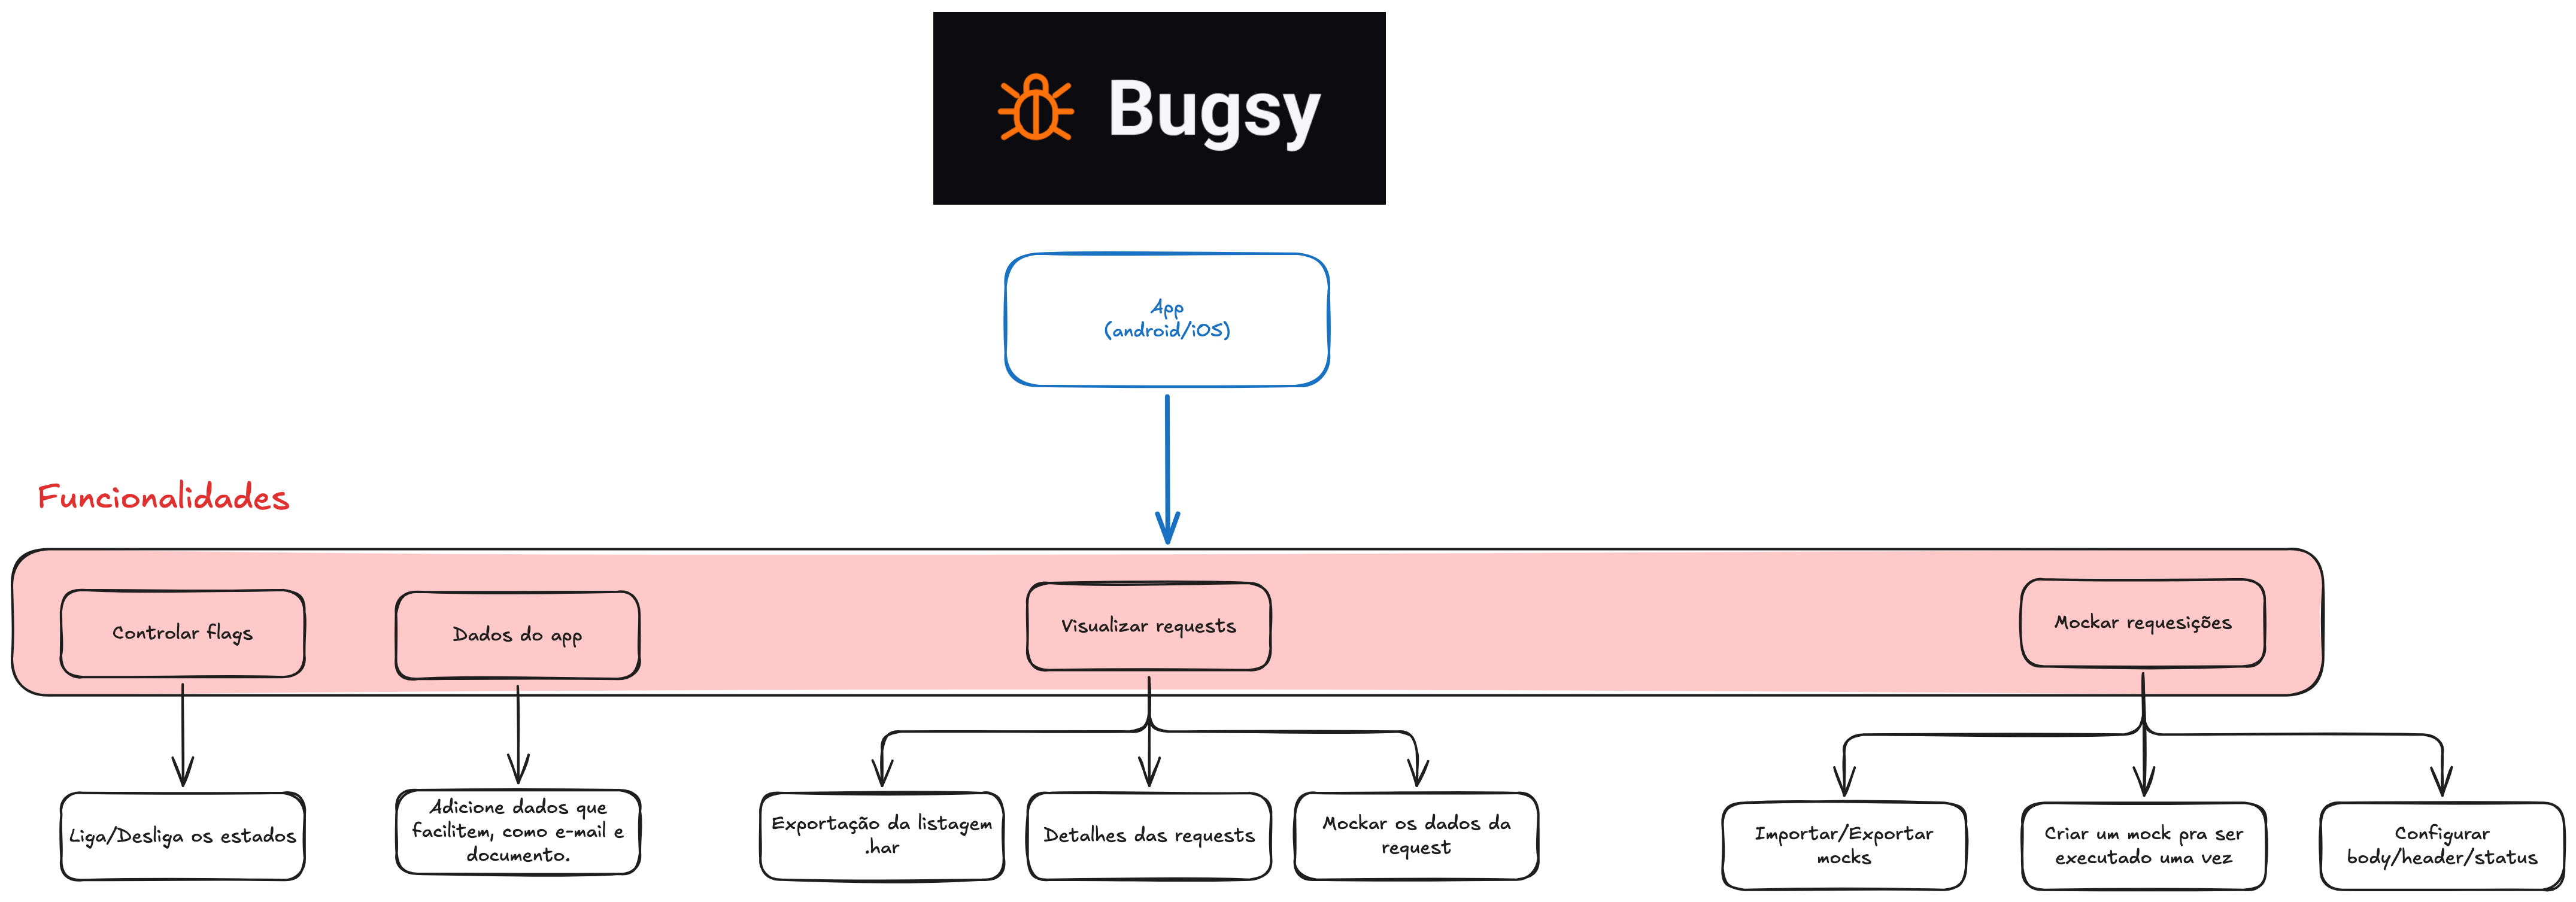 Bugsy
App
(android/iOS)
Funcionalidades
Controlar flags
Dados do app
Visualizar requests
Mockar requesições
Liga/Desliga os estados
Adicione dados que
facilitem, como e-mail e
documento.
Exportação da listagem
.har
Detalhes das requests
Mockar os dados da
request
Importar/Exportar
mocks
Criar um mock pra ser
executado uma vez
Configurar
body/header/status